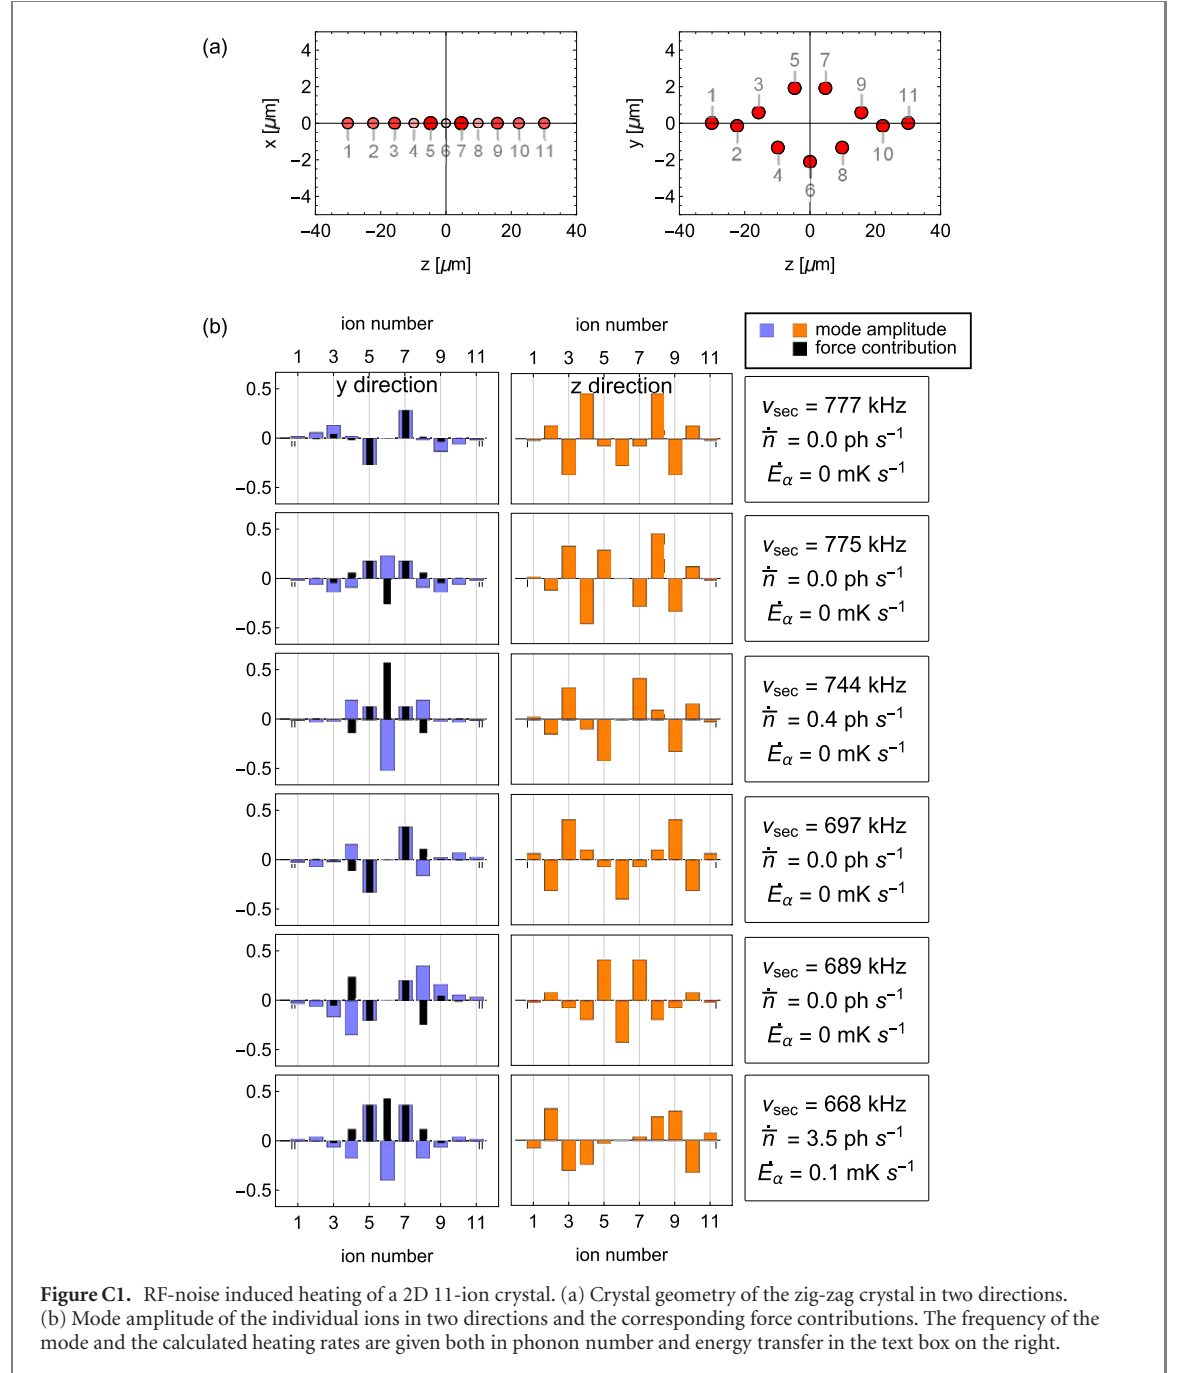 (a)
4
2
0
−2
−4
x [µm]
1 2 3 4 5 6 7 8 9 10 11
−40 −20 0 20 40
z [µm]
4
2
0
−2
−4
y [µm]
5 7
3 9
1 11
2 10
4 8
6
−40 −20 0 20 40
z [µm]
(b)
ion number
1 3 5 7 9 11
ion number
1 3 5 7 9 11
mode amplitude
force contribution
y direction
z direction
0.5
0
−0.5
νsec = 777 kHz
n̄̇ = 0.0 ph s⁻¹
Ėα = 0 mK s⁻¹
0.5
0
−0.5
νsec = 775 kHz
n̄̇ = 0.0 ph s⁻¹
Ėα = 0 mK s⁻¹
0.5
0
−0.5
νsec = 744 kHz
n̄̇ = 0.4 ph s⁻¹
Ėα = 0 mK s⁻¹
0.5
0
−0.5
νsec = 697 kHz
n̄̇ = 0.0 ph s⁻¹
Ėα = 0 mK s⁻¹
0.5
0
−0.5
νsec = 689 kHz
n̄̇ = 0.0 ph s⁻¹
Ėα = 0 mK s⁻¹
0.5
0
−0.5
νsec = 668 kHz
n̄̇ = 3.5 ph s⁻¹
Ėα = 0.1 mK s⁻¹
1 3 5 7 9 11
ion number
1 3 5 7 9 11
ion number
Figure C1. RF-noise induced heating of a 2D 11-ion crystal. (a) Crystal geometry of the zig-zag crystal in two directions.
(b) Mode amplitude of the individual ions in two directions and the corresponding force contributions. The frequency of the
mode and the calculated heating rates are given both in phonon number and energy transfer in the text box on the right.